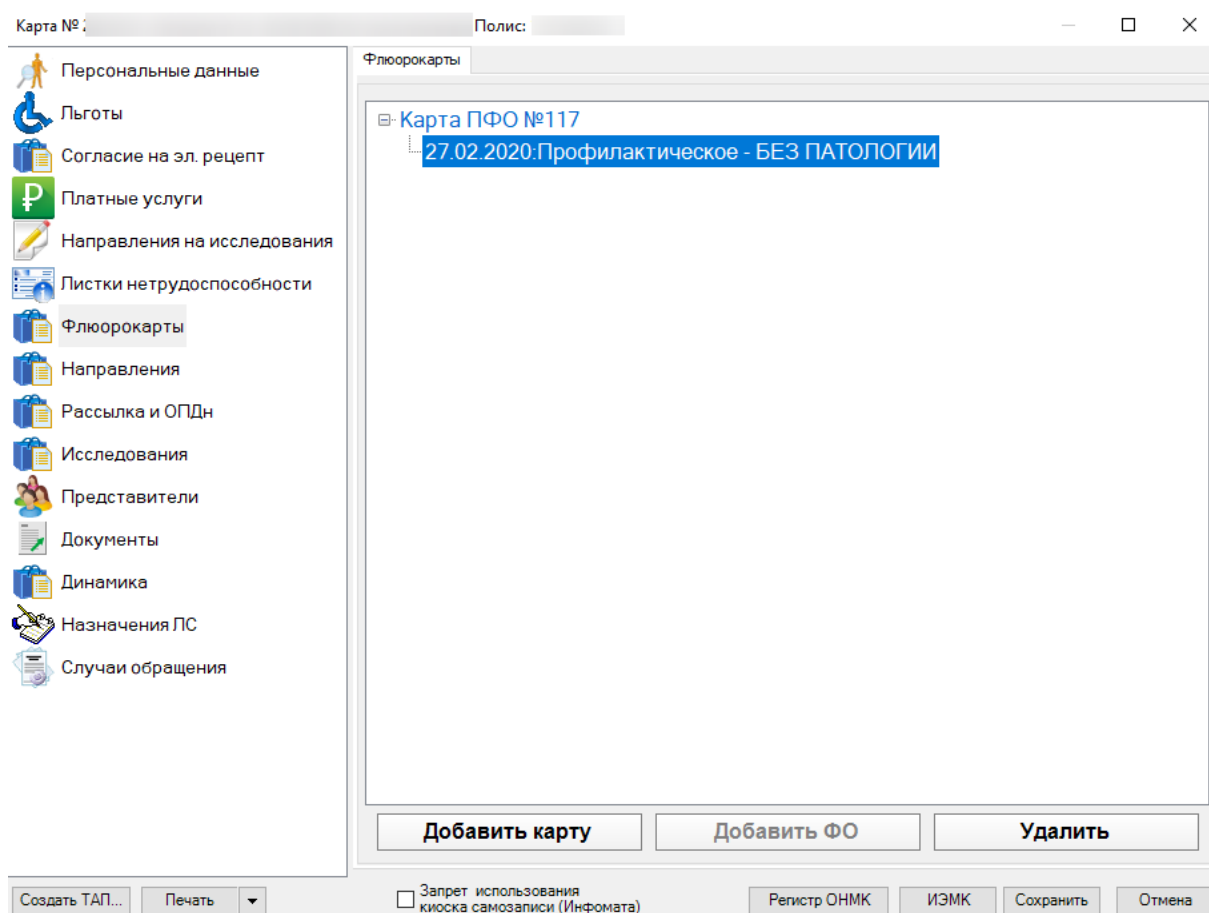 Карта № Полис:
Персональные данные
Льготы
Согласие на эл. рецепт
Платные услуги
Направления на исследования
Листки нетрудоспособности
Флюорокарты
Направления
Рассылка и ОПДн
Исследования
Представители
Документы
Динамика
Назначения ЛС
Случаи обращения
Флюорокарты
Карта ПФО №117
27.02.2020:Профилактическое - БЕЗ ПАТОЛОГИИ
Добавить карту Добавить ФО Удалить
Создать ТАП... Печать
Запрет использования
киоска самозаписи (Инфомата)
Регистр ОНМК ИЭМК Сохранить Отмена